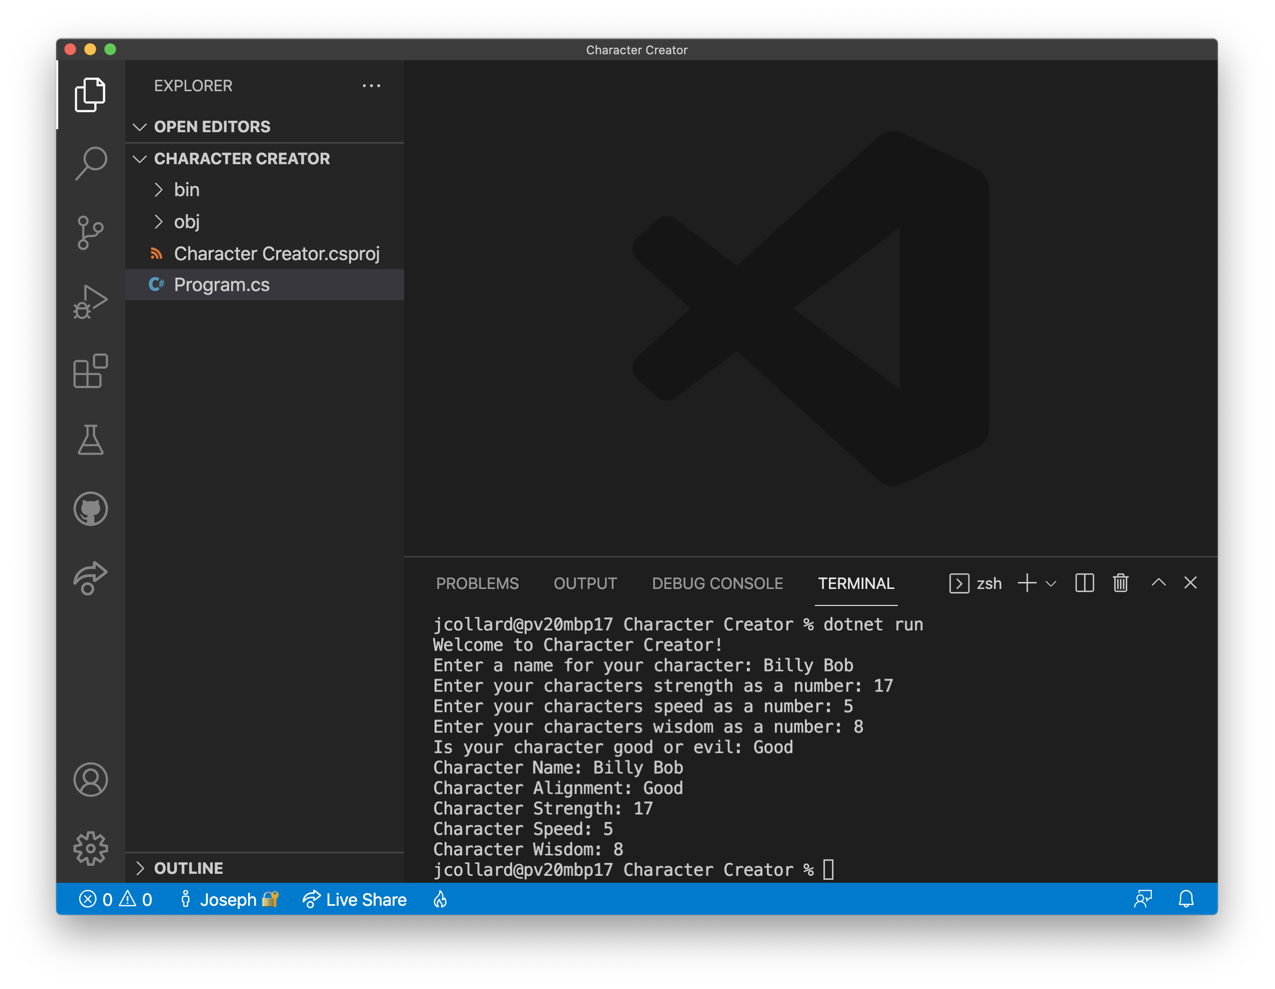 Character Creator
EXPLORER
OPEN EDITORS
CHARACTER CREATOR
bin
obj
Character Creator.csproj
C# Program.cs
OUTLINE
PROBLEMS OUTPUT DEBUG CONSOLE TERMINAL zsh
jcollard@pv20mbp17 Character Creator % dotnet run
Welcome to Character Creator!
Enter a name for your character: Billy Bob
Enter your characters strength as a number: 17
Enter your characters speed as a number: 5
Enter your characters wisdom as a number: 8
Is your character good or evil: Good
Character Name: Billy Bob
Character Alignment: Good
Character Strength: 17
Character Speed: 5
Character Wisdom: 8
jcollard@pv20mbp17 Character Creator %
0 0 Joseph Live Share